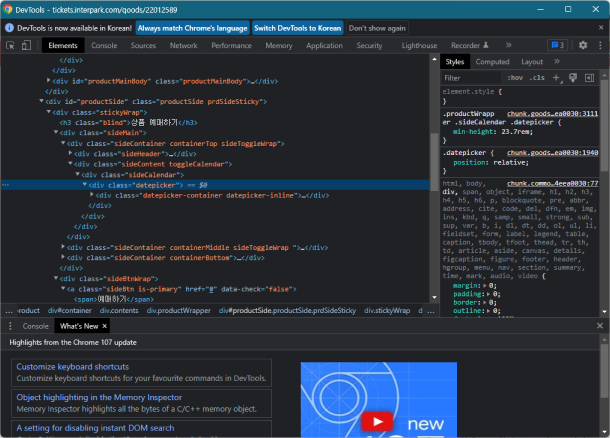 DevTools - tickets.interpark.com/goods/22012589
DevTools is now available in Korean! Always match Chrome's language Switch DevTools to Korean Don't show again
Elements Console Sources Network Performance Memory Application Security Lighthouse Recorder » 3
</div>
</div>
<div id="productMainBody" class="productMainBody">…</div>
</div>
<div id="productSide" class="productSide prdSideSticky">
<div class="stickyWrap">
<h3 class="blind">상품 예매하기</h3>
<div class="sideMain">
<div class="sideContainer containerTop sideToggleWrap">
<div class="sideHeader">…</div>
<div class="sideContent toggleCalendar">
<div class="sideCalendar">
<div class="datepicker"> == $0
<div class="datepicker-container datepicker-inline">…</div>
</div>
</div>
</div>
</div>
<div class="sideContainer containerMiddle sideToggleWrap ">…</div>
<div class="sideContainer containerBottom">…</div>
</div>
<div class="sideBtnWrap">
<a class="sideBtn is-primary" href="#" data-check="false">
<span>예매하기</span>
… roduct div#container div.contents div.productWrapper div#productSide.productSide.prdSideSticky div.stickyWrap div …
Styles Computed Layout »
Filter :hov .cls +
element.style {
}
.productWrapp chunk.goods…ea0030:3111
er .sideCalendar .datepicker {
min-height: 23.7rem;
}
.datepicker { chunk.goods…ea0030:1940
position: relative;
}
html, body, chunk.commo…4eea0030:77
div, span, object, iframe, h1, h2, h3,
h4, h5, h6, p, blockquote, pre, abbr,
address, cite, code, del, dfn, em, img,
ins, kbd, q, samp, small, strong, sub,
sup, var, b, i, dl, dt, dd, ol, ul, li,
fieldset, form, label, legend, table,
caption, tbody, tfoot, thead, tr, th,
td, article, aside, canvas, details,
figcaption, figure, footer, header,
hgroup, menu, nav, section, summary,
time, mark, audio, video {
margin: 0;
padding: 0;
border: 0;
outline: 0;
Console What's New
Highlights from the Chrome 107 update
Customize keyboard shortcuts
Customize keyboard shortcuts for your favourite commands in DevTools.
Object highlighting in the Memory Inspector
Memory Inspector highlights all the bytes of a C/C++ memory object.
A setting for disabling instant DOM search
new